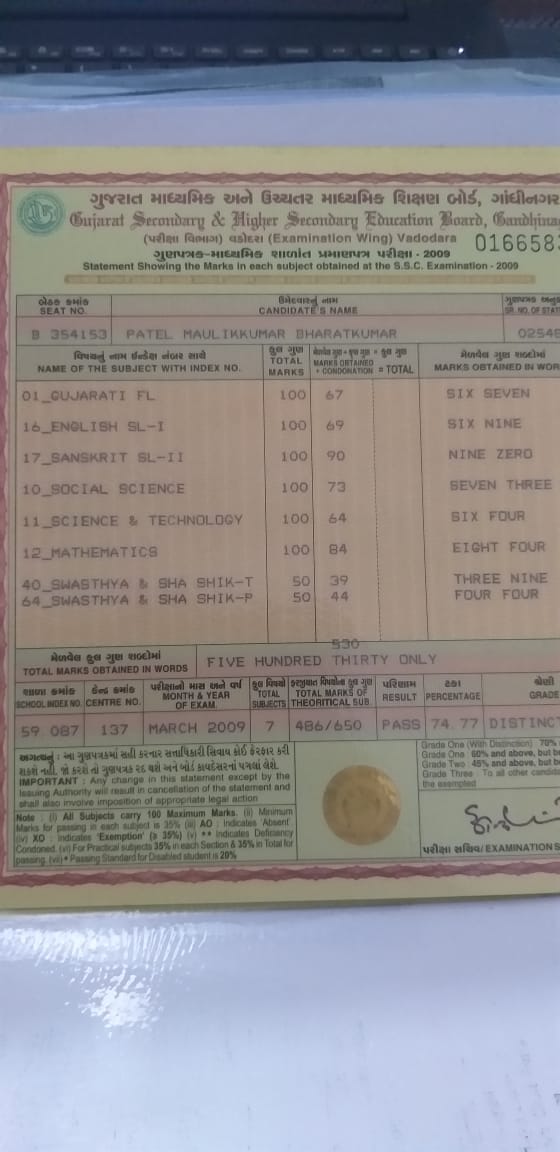 ગુજરાત માધ્યમિક અને ઉચ્ચતર માધ્યમિક શિક્ષણ બોર્ડ, ગાંધીનગર
Gujarat Secondary & Higher Secondary Education Board, Gandhina
(પરીક્ષા વિભાગ) વડોદરા (Examination Wing) Vadodara 0166583
ગુણપત્રક-માધ્યમિક શાળાંત પ્રમાણપત્ર પરીક્ષા - 2009
Statement Showing the Marks in each subject obtained at the S.S.C. Examination - 2009
બેઠક ક્રમાંક ઉમેદવારનું નામ ગુણપત્રક અનુ
SEAT NO. CANDIDATE'S NAME SR. NO. OF STAT
B 354153 PATEL MAULIKKUMAR BHARATKUMAR 02548
વિષયનું નામ ઈન્ડેક્ષ નંબર સાથે કુલ ગુણ મેળવેલ ગુણ + કૃપા ગુણ = કુલ ગુણ મેળવેલ ગુણ શબ્દોમાં
NAME OF THE SUBJECT WITH INDEX NO. TOTAL MARKS MARKS OBTAINED + CONDONATION = TOTAL MARKS OBTAINED IN WOR
01_GUJARATI FL 100 67 SIX SEVEN
16_ENGLISH SL-I 100 69 SIX NINE
17_SANSKRIT SL-II 100 90 NINE ZERO
10_SOCIAL SCIENCE 100 73 SEVEN THREE
11_SCIENCE & TECHNOLOGY 100 64 SIX FOUR
12_MATHEMATICS 100 84 EIGHT FOUR
40_SWASTHYA & SHA SHIK-T 50 39 THREE NINE
64_SWASTHYA & SHA SHIK-P 50 44 FOUR FOUR
530
મેળવેલ કુલ ગુણ શબ્દોમાં
TOTAL MARKS OBTAINED IN WORDS FIVE HUNDRED THIRTY ONLY
શાળા ક્રમાંક કેન્દ્ર ક્રમાંક પરીક્ષાનો માસ અને વર્ષ કુલ વિષયો ફરજીયાત વિષયોના કુલ ગુણ પરિણામ ટકા શ્રેણી
SCHOOL INDEX NO. CENTRE NO. MONTH & YEAR OF EXAM. TOTAL SUBJECTS TOTAL MARKS OF THEORITICAL SUB. RESULT PERCENTAGE GRADE
59.087 137 MARCH 2009 7 486/650 PASS 74.77 DISTINCT
અગત્યનું : આ ગુણપત્રકમાં સહી કરનાર સત્તાધિકારી સિવાય કોઈ ફેરફાર કરી
શકશે નહીં. જો કરશે તો ગુણપત્રક રદ થશે અને બોર્ડ કાયદેસરનાં પગલાં લેશે.
IMPORTANT : Any change in this statement except by the
Issuing Authority will result in cancellation of the statement and
shall also involve imposition of appropriate legal action
Note : (i) All Subjects carry 100 Maximum Marks. (ii) Minimum
Marks for passing in each subject is 35% (iii) AO : Indicates 'Absent'
(iv) XO : Indicates 'Exemption' (≥ 35%) (v) ** Indicates Deficiency
Condoned. (vi) For Practical subjects 35% in each Section & 35% in Total for
passing. (vii) * Passing Standard for Disabled student is 20%
Grade One (With Distinction) 70%
Grade One : 60% and above, but be
Grade Two : 45% and above, but be
Grade Three : To all other candid
the exempted
પરીક્ષા સચિવ/EXAMINATION S